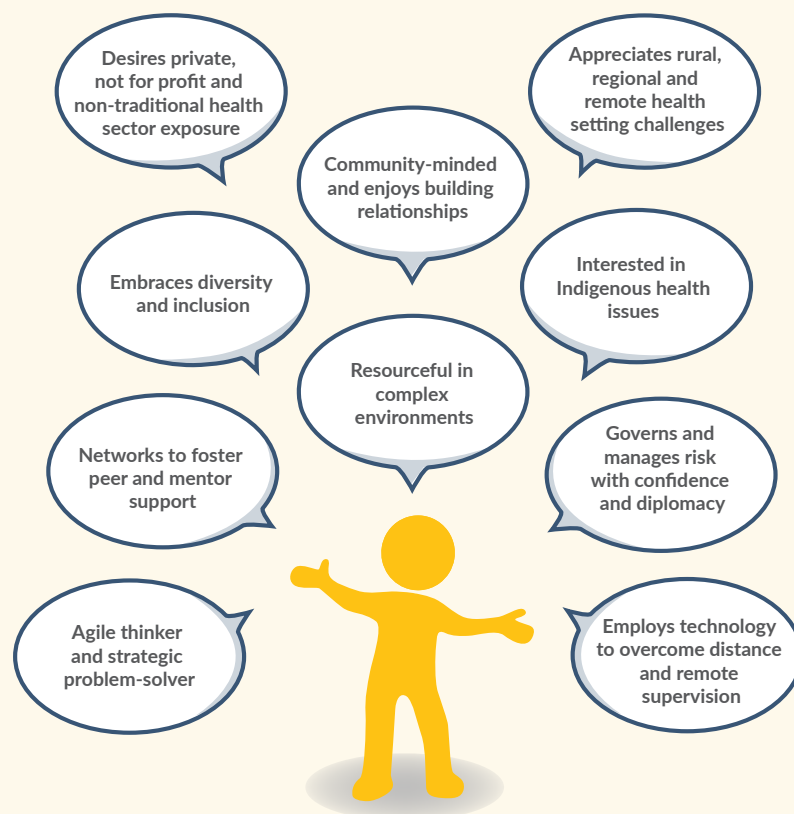 Desires private,
not for profit and
non-traditional health
sector exposure
Appreciates rural,
regional and
remote health
setting challenges
Community-minded
and enjoys building
relationships
Embraces diversity
and inclusion
Interested in
Indigenous health
issues
Resourceful in
complex
environments
Networks to foster
peer and mentor
support
Governs and
manages risk
with confidence
and diplomacy
Agile thinker
and strategic
problem-solver
Employs technology
to overcome distance
and remote
supervision